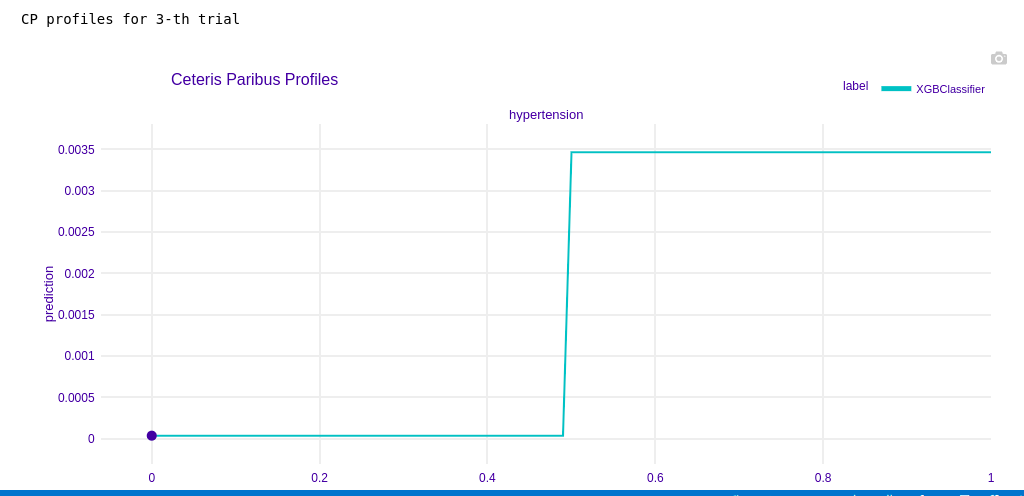 CP profiles for 3-th trial
Ceteris Paribus Profiles
label XGBClassifier
hypertension
prediction
0.0035
0.003
0.0025
0.002
0.0015
0.001
0.0005
0
0 0.2 0.4 0.6 0.8 1